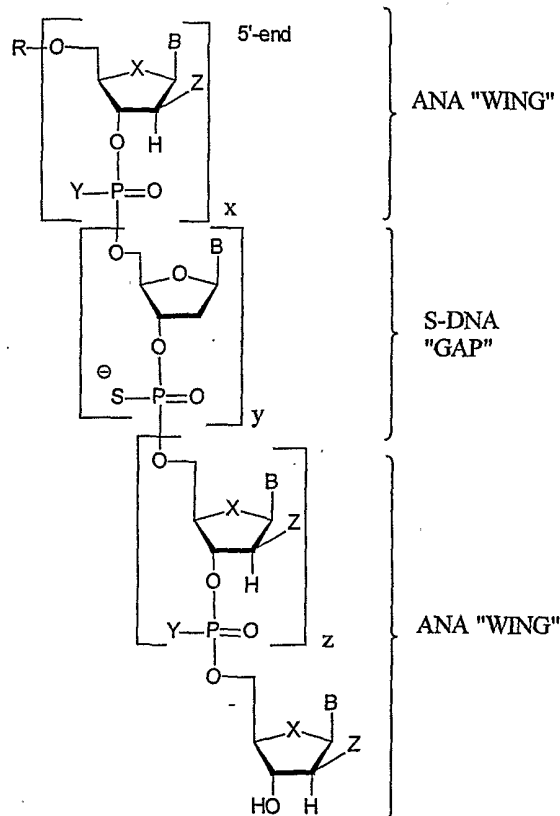 5'-end
R O X B
Z
O H
Y P O
x
ANA "WING"
O B
O
O
⊖
S P O
y
S-DNA
"GAP"
O B
X
Z
O H
Y P O
z
ANA "WING"
O B
X
Z
HO H